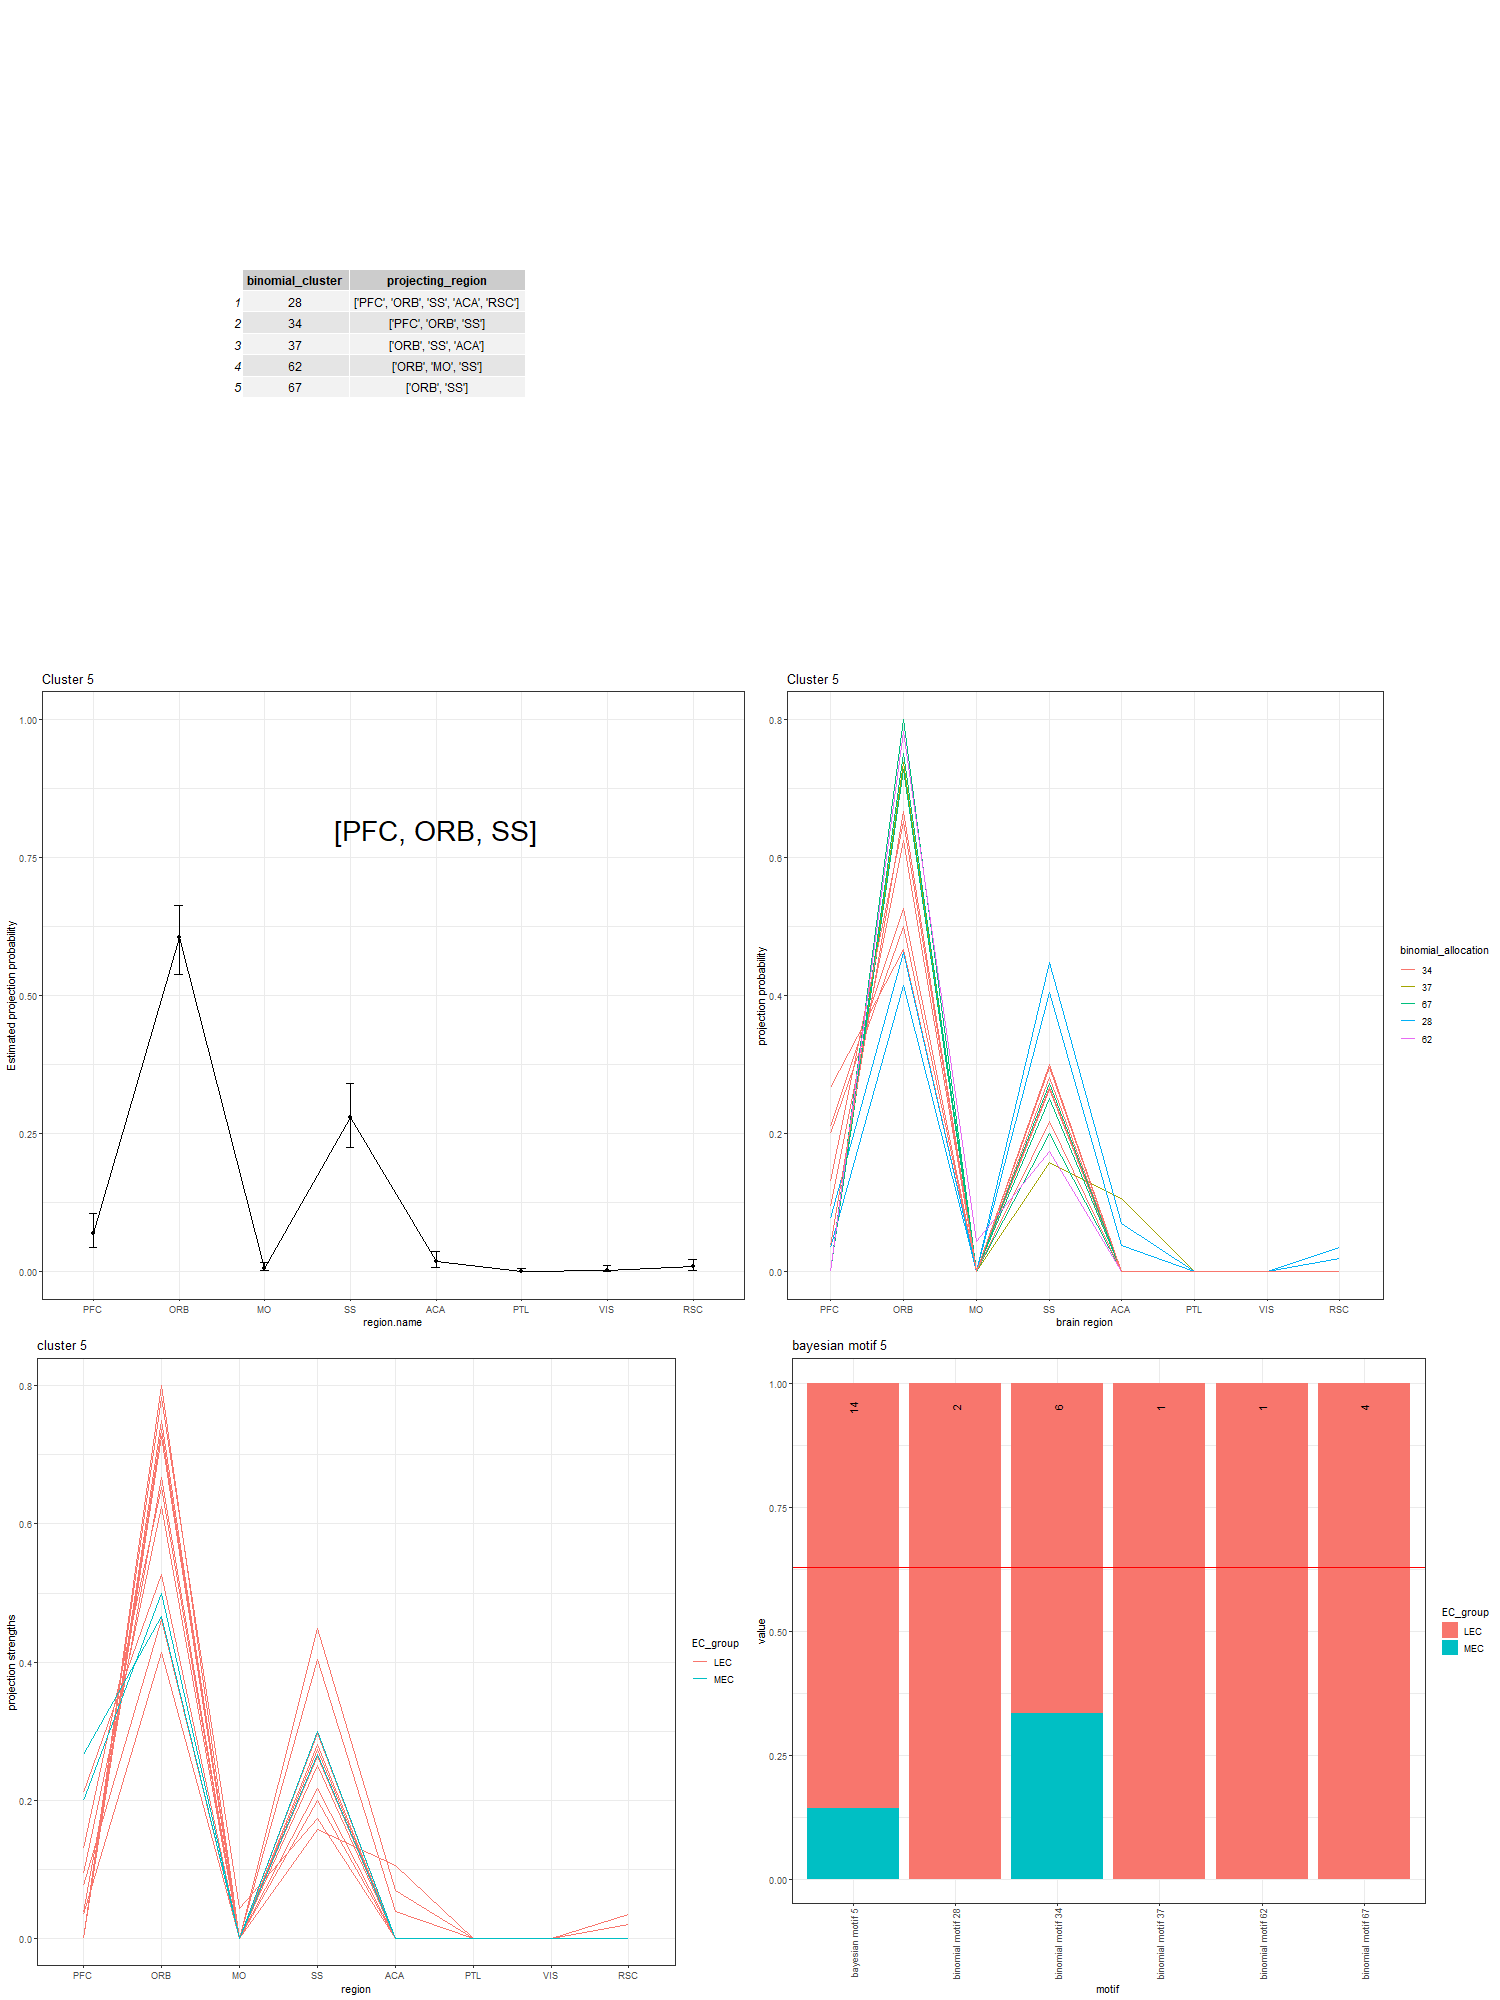 binomial_cluster projecting_region
1 28 ['PFC', 'ORB', 'SS', 'ACA', 'RSC']
2 34 ['PFC', 'ORB', 'SS']
3 37 ['ORB', 'SS', 'ACA']
4 62 ['ORB', 'MO', 'SS']
5 67 ['ORB', 'SS']
Cluster 5
1.00
0.75
0.50
0.25
0.00
Estimated projection probability
[PFC, ORB, SS]
PFC ORB MO SS ACA PTL VIS RSC
region.name
Cluster 5
0.8
0.6
0.4
0.2
0.0
projection probability
PFC ORB MO SS ACA PTL VIS RSC
brain region
binomial_allocation
34
37
67
28
62
cluster 5
0.8
0.6
0.4
0.2
0.0
projection strengths
PFC ORB MO SS ACA PTL VIS RSC
region
EC_group
LEC
MEC
bayesian motif 5
1.00
0.75
0.50
0.25
0.00
value
14 2 6 1 1 4
bayesian motif 5
binomial motif 28
binomial motif 34
binomial motif 37
binomial motif 62
binomial motif 67
motif
EC_group
LEC
MEC